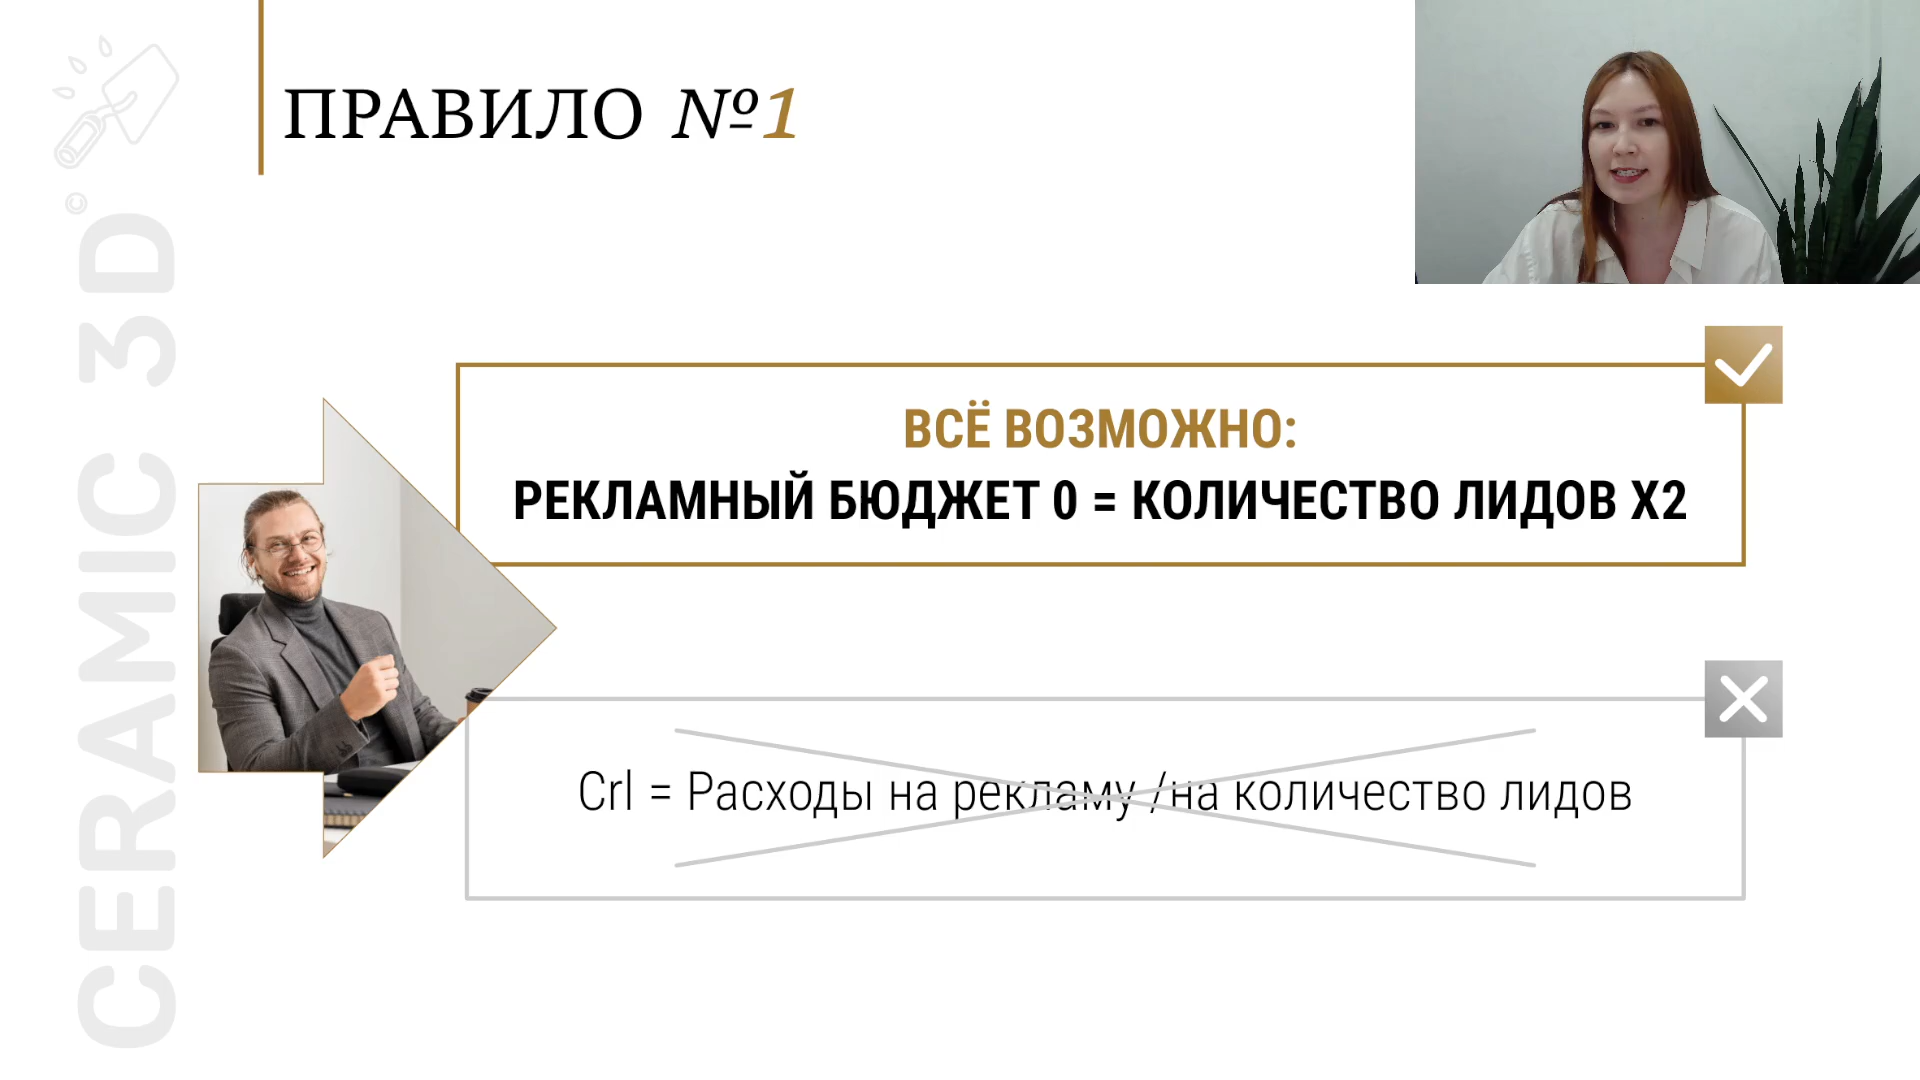 ПРАВИЛО №1
ВСЁ ВОЗМОЖНО:
РЕКЛАМНЫЙ БЮДЖЕТ 0 = КОЛИЧЕСТВО ЛИДОВ Х2
Crl = Расходы на рекламу /на количество лидов
CERAMIC 3D ©